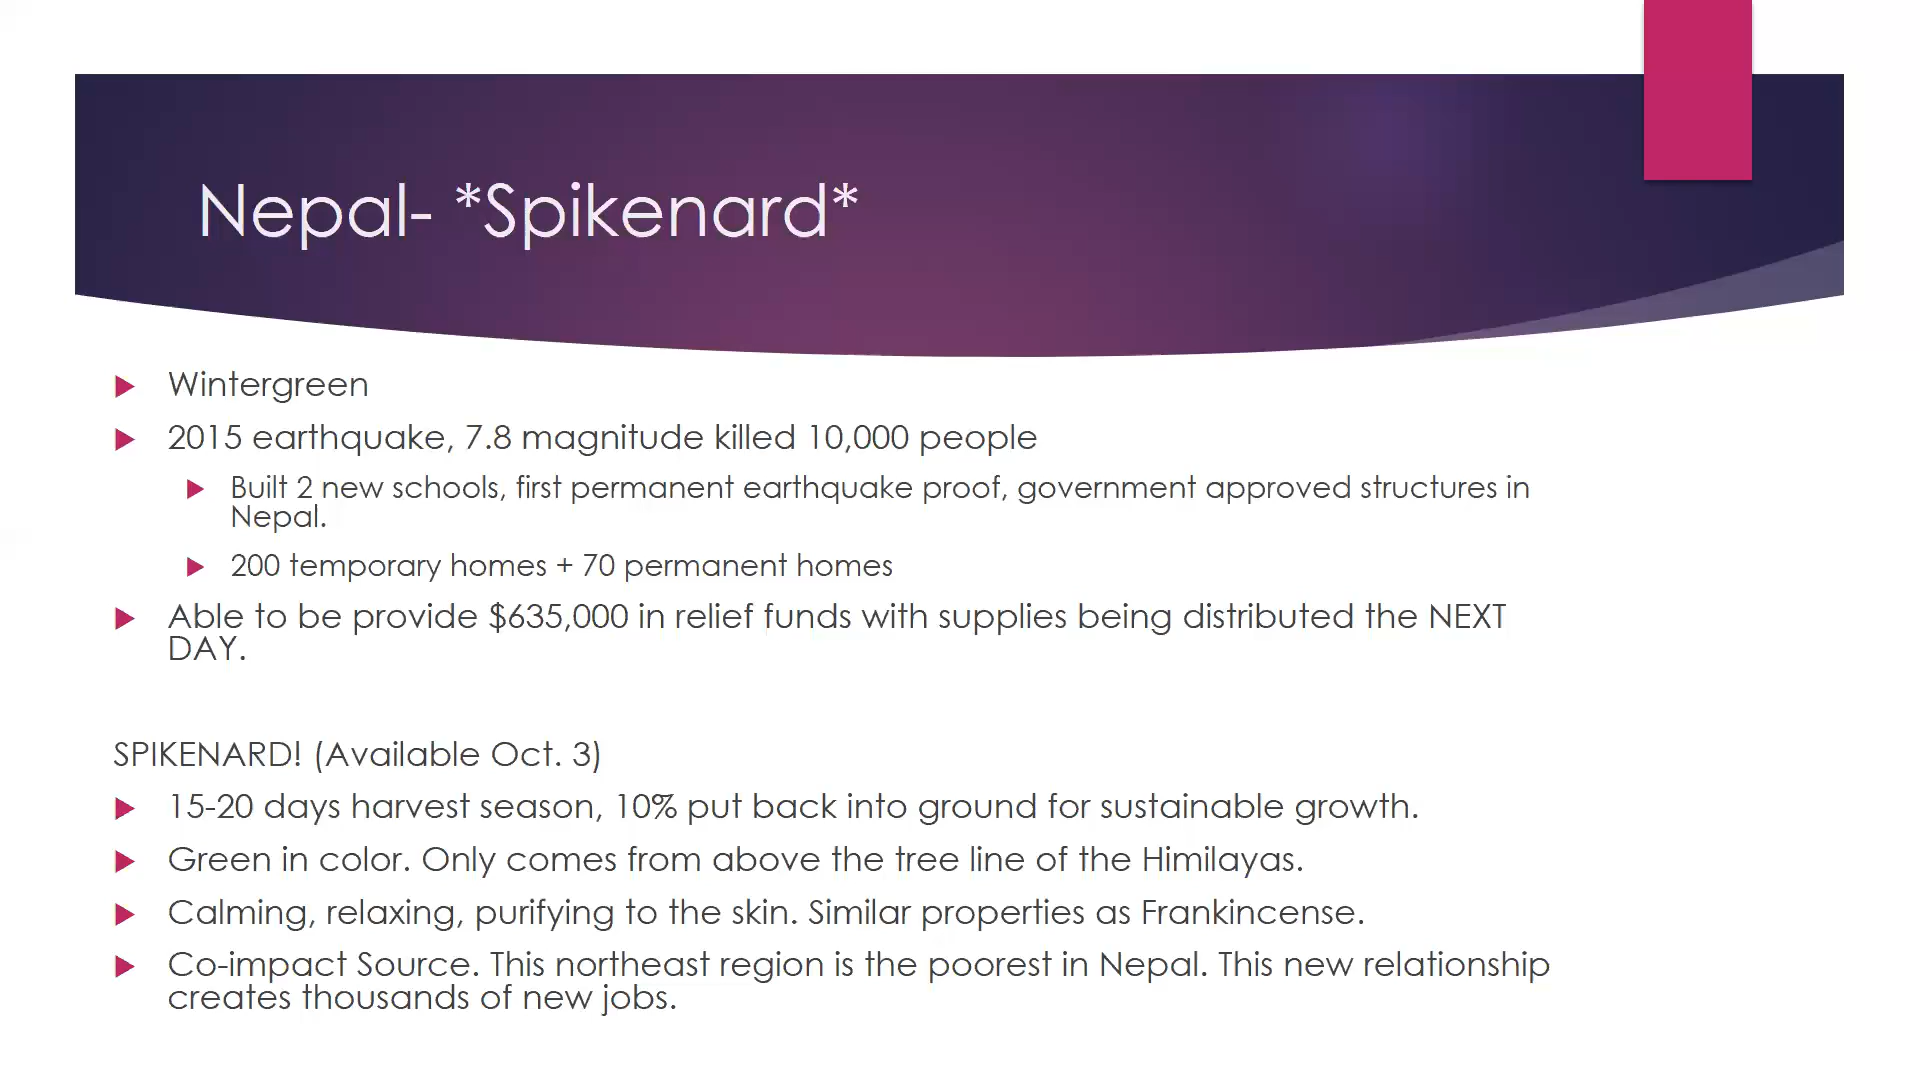 Nepal- *Spikenard*
Wintergreen
2015 earthquake, 7.8 magnitude killed 10,000 people
Built 2 new schools, first permanent earthquake proof, government approved structures in
Nepal.
200 temporary homes + 70 permanent homes
Able to be provide $635,000 in relief funds with supplies being distributed the NEXT
DAY.
SPIKENARD! (Available Oct. 3)
15-20 days harvest season, 10% put back into ground for sustainable growth.
Green in color. Only comes from above the tree line of the Himilayas.
Calming, relaxing, purifying to the skin. Similar properties as Frankincense.
Co-impact Source. This northeast region is the poorest in Nepal. This new relationship
creates thousands of new jobs.